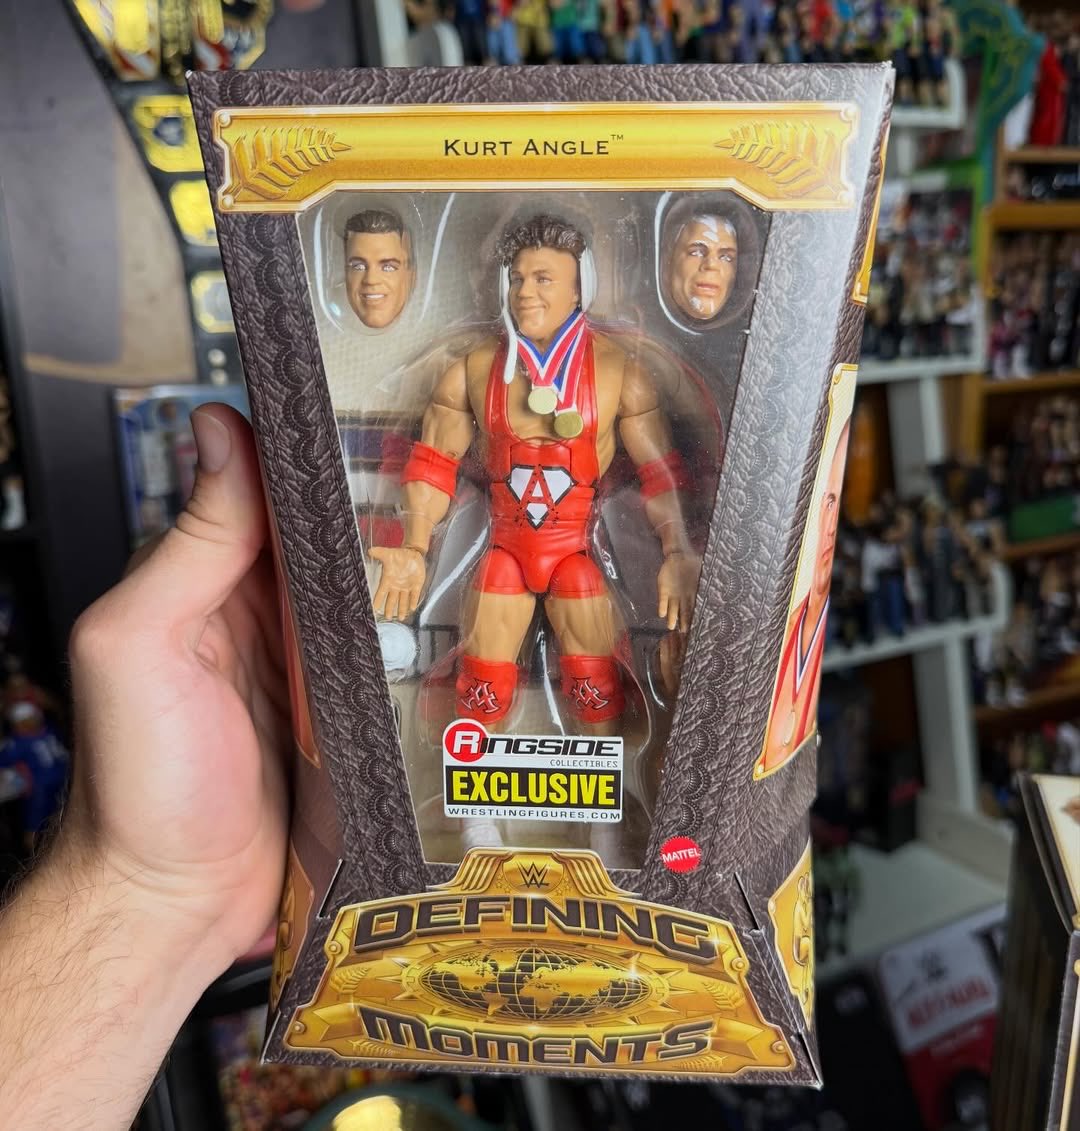 KURT ANGLE™
A
RINGSIDE
COLLECTIBLES
EXCLUSIVE
WRESTLINGFIGURES.COM
MATTEL
W
DEFINING
MOMENTS